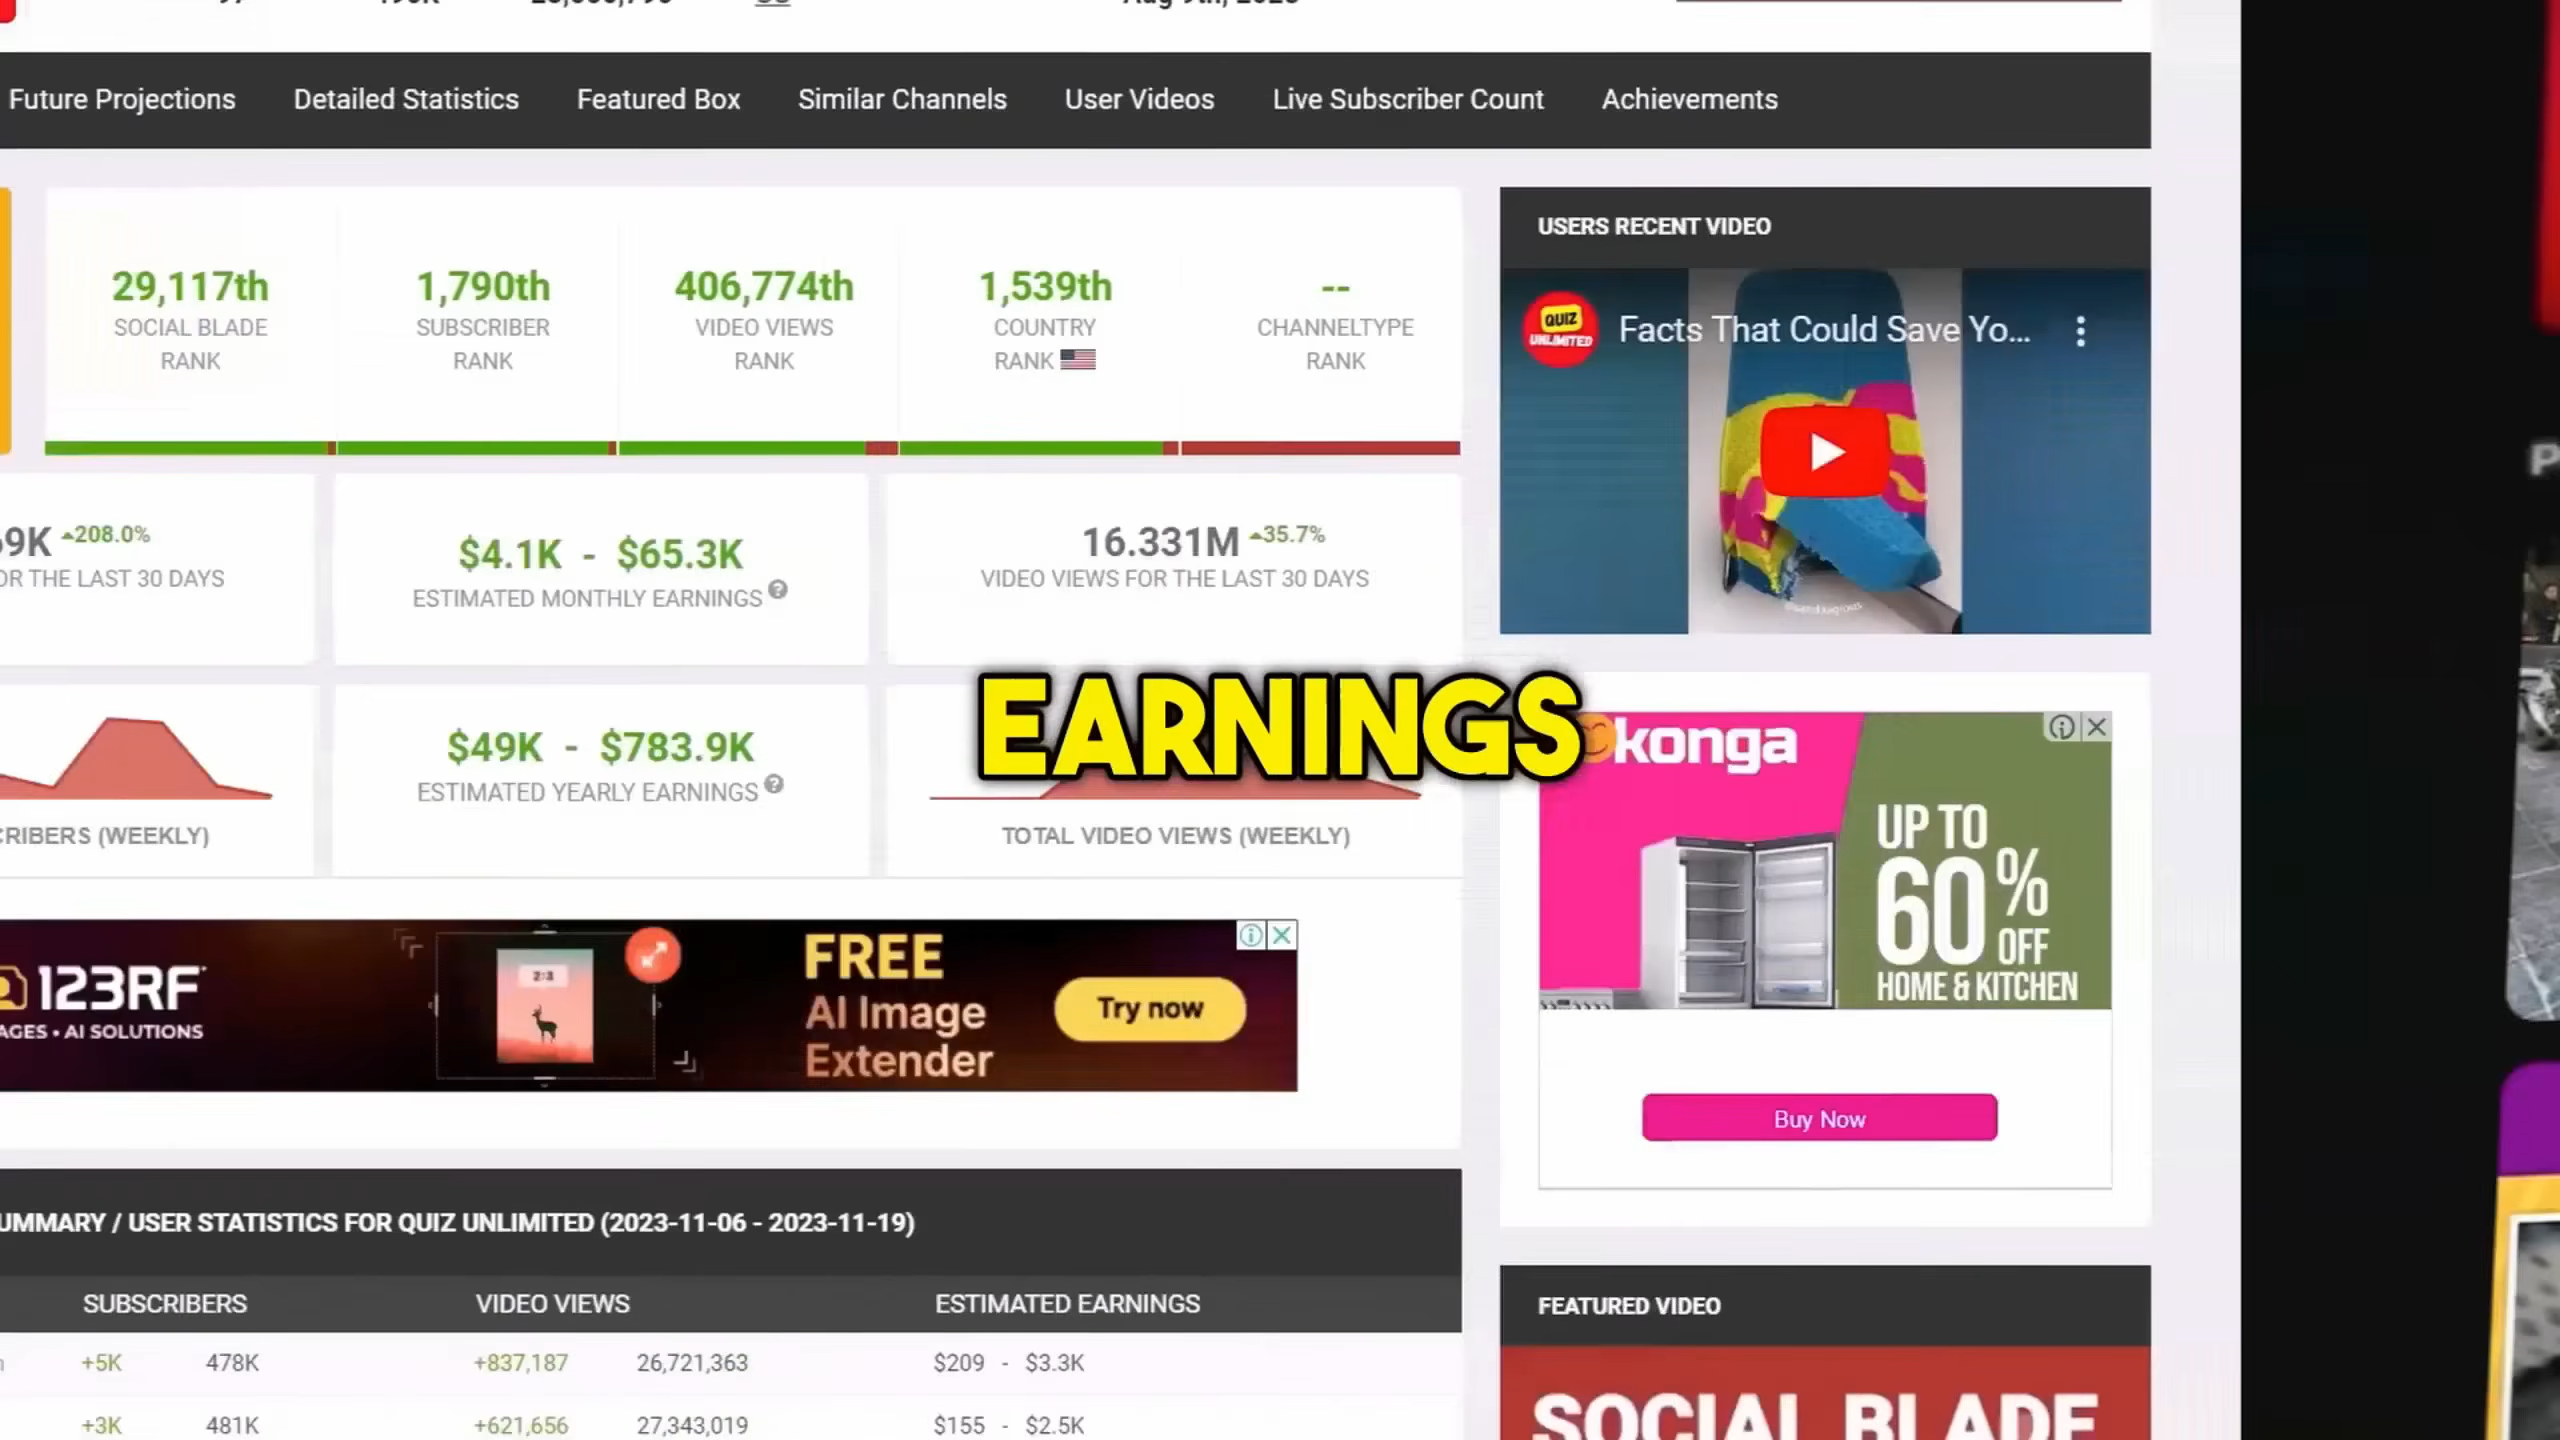 Future Projections Detailed Statistics Featured Box Similar Channels User Videos Live Subscriber Count Achievements
29,117th
SOCIAL BLADE
RANK
1,790th
SUBSCRIBER
RANK
406,774th
VIDEO VIEWS
RANK
1,539th
COUNTRY
RANK
--
CHANNELTYPE
RANK
9K 208.0%
OR THE LAST 30 DAYS
$4.1K - $65.3K
ESTIMATED MONTHLY EARNINGS ?
16.331M 35.7%
VIDEO VIEWS FOR THE LAST 30 DAYS
CRIBERS (WEEKLY)
$49K - $783.9K
ESTIMATED YEARLY EARNINGS ?
TOTAL VIDEO VIEWS (WEEKLY)
EARNINGS
USERS RECENT VIDEO
QUIZ
UNLIMITED
Facts That Could Save Yo...
konga
UP TO
60%
OFF
HOME & KITCHEN
Buy Now
123RF
AGES • AI SOLUTIONS
2:3
FREE
AI Image
Extender
Try now
UMMARY / USER STATISTICS FOR QUIZ UNLIMITED (2023-11-06 - 2023-11-19)
SUBSCRIBERS VIDEO VIEWS ESTIMATED EARNINGS
+5K 478K +837,187 26,721,363 $209 - $3.3K
+3K 481K +621,656 27,343,019 $155 - $2.5K
FEATURED VIDEO
SOCIAL BLADE